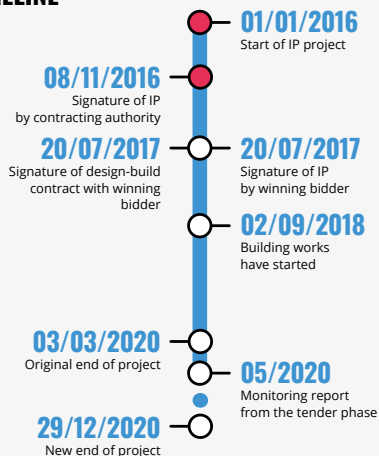 01/01/2016
Start of IP project
08/11/2016
Signature of IP
by contracting authority
20/07/2017
Signature of design-build
contract with winning
bidder
20/07/2017
Signature of IP
by winning bidder
02/09/2018
Building works
have started
03/03/2020
Original end of project
05/2020
Monitoring report
from the tender phase
29/12/2020
New end of project